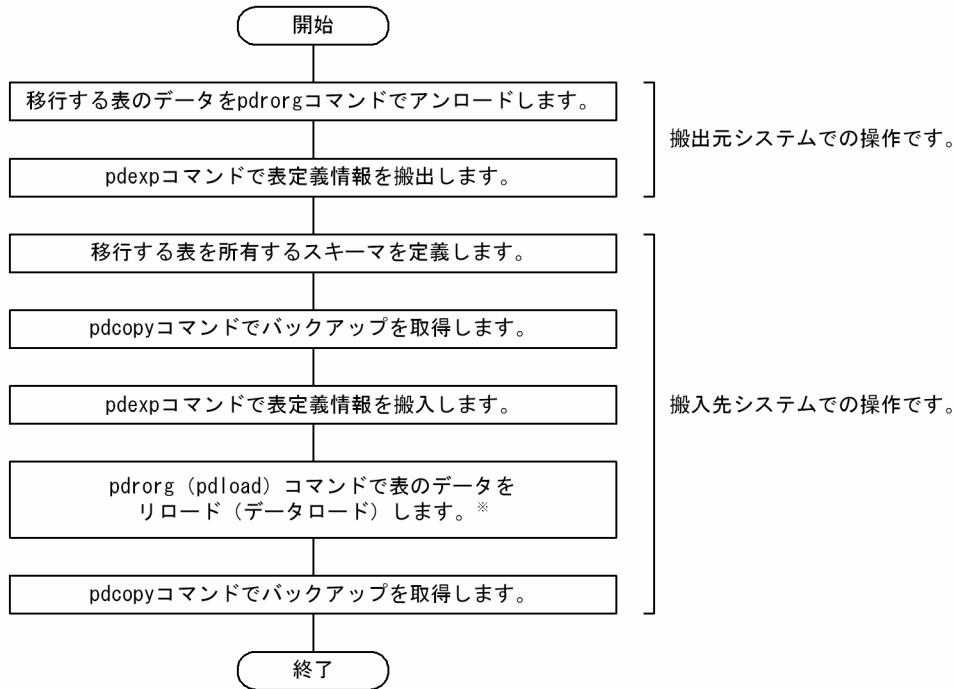 開始
移行する表のデータをpdrorgコマンドでアンロードします。
pdexpコマンドで表定義情報を搬出します。
搬出元システムでの操作です。
移行する表を所有するスキーマを定義します。
pdcopyコマンドでバックアップを取得します。
pdexpコマンドで表定義情報を搬入します。
搬入先システムでの操作です。
pdrorg（pdload）コマンドで表のデータを
リロード（データロード）します。※
pdcopyコマンドでバックアップを取得します。
終了